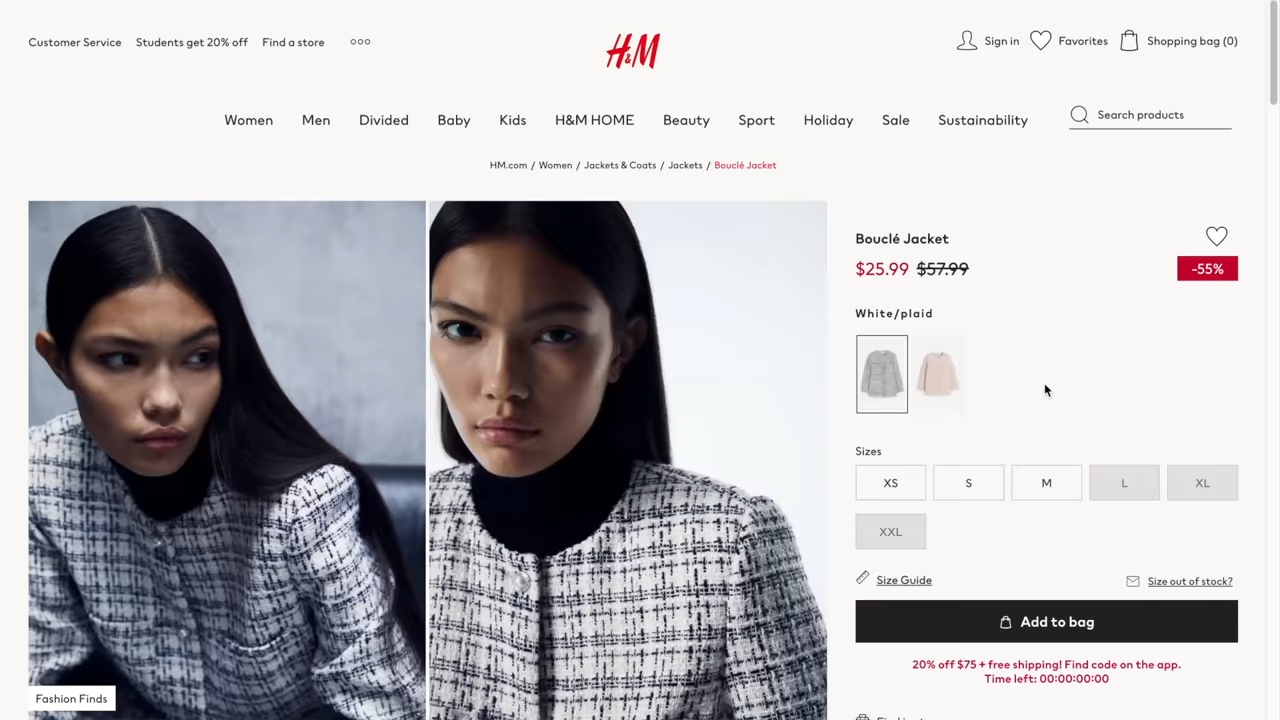 Customer Service Students get 20% off Find a store
H&M
Sign in Favorites Shopping bag (0)
Women Men Divided Baby Kids H&M HOME Beauty Sport Holiday Sale Sustainability
Search products
HM.com / Women / Jackets & Coats / Jackets / Bouclé Jacket
Bouclé Jacket
$25.99 $57.99
-55%
White/plaid
Sizes
XS S M L XL
XXL
Size Guide
Size out of stock?
Add to bag
20% off $75 + free shipping! Find code on the app.
Time left: 00:00:00:00
Fashion Finds